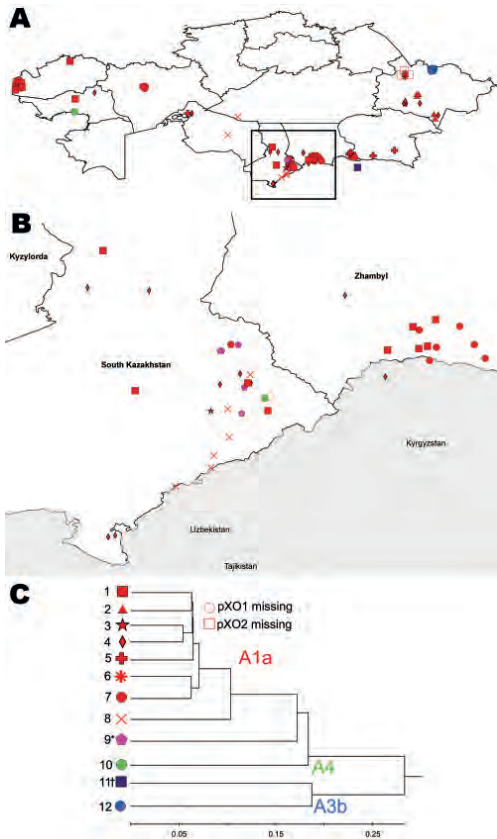 A
B
Kyzylorda
Zhambyl
South Kazakhstan
Kyrgyzstan
Uzbekistan
Tajikistan
C
1
2
3
4
5
6
7
8
9*
10
11†
12
pXO1 missing
pXO2 missing
A1a
A4
A3b
0.05
0.15
0.25